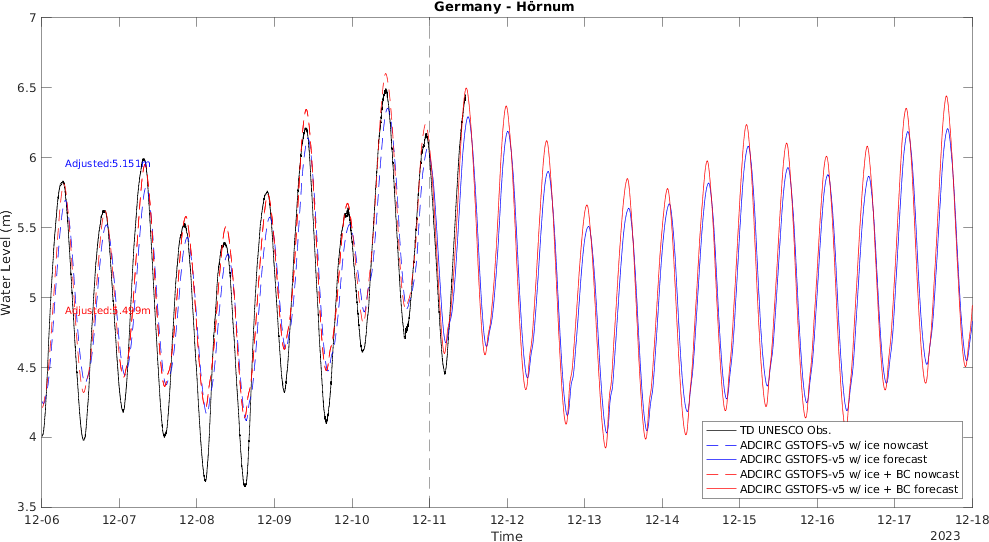 Germany - Hörnum
7
6.5
6
5.5
5
4.5
4
3.5
Water Level (m)
Adjusted:5.151m
TD UNESCO Obs.
ADCIRC GSTOFS-v5 w/ ice nowcast
ADCIRC GSTOFS-v5 w/ ice forecast
ADCIRC GSTOFS-v5 w/ ice + BC nowcast
ADCIRC GSTOFS-v5 w/ ice + BC forecast
12-06 12-07 12-08 12-09 12-10 12-11 12-12 12-13 12-14 12-15 12-16 12-17 12-18
Time
2023